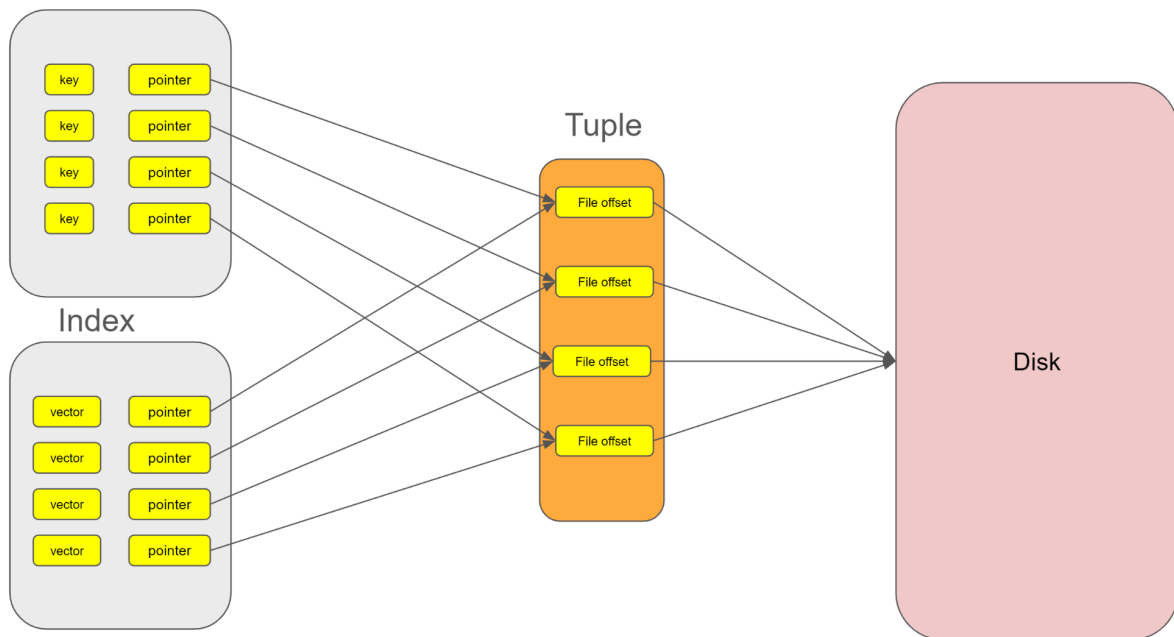 key pointer
key pointer
key pointer
key pointer
Index
vector pointer
vector pointer
vector pointer
vector pointer
Tuple
File offset
File offset
File offset
File offset
Disk